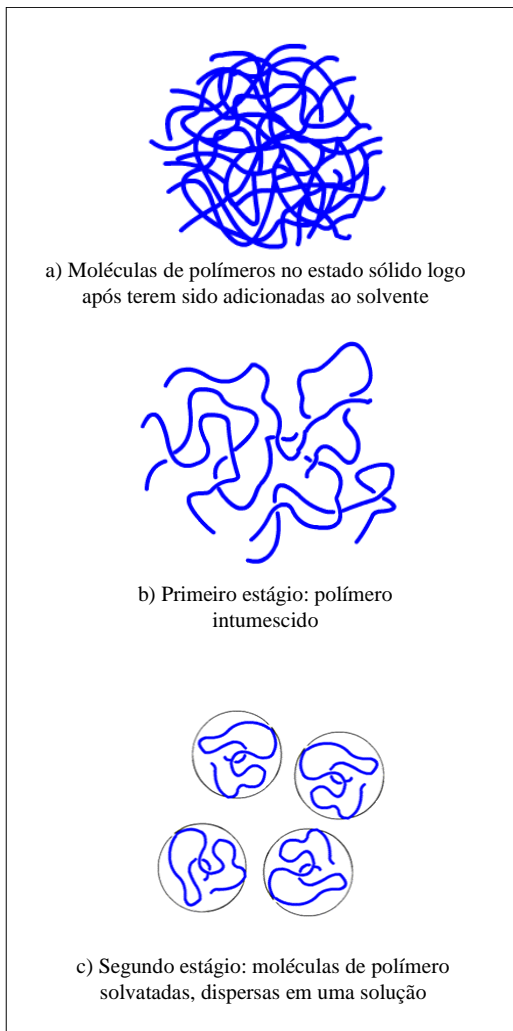 a) Moléculas de polímeros no estado sólido logo
após terem sido adicionadas ao solvente
b) Primeiro estágio: polímero
intumescido
c) Segundo estágio: moléculas de polímero
solvatadas, dispersas em uma solução